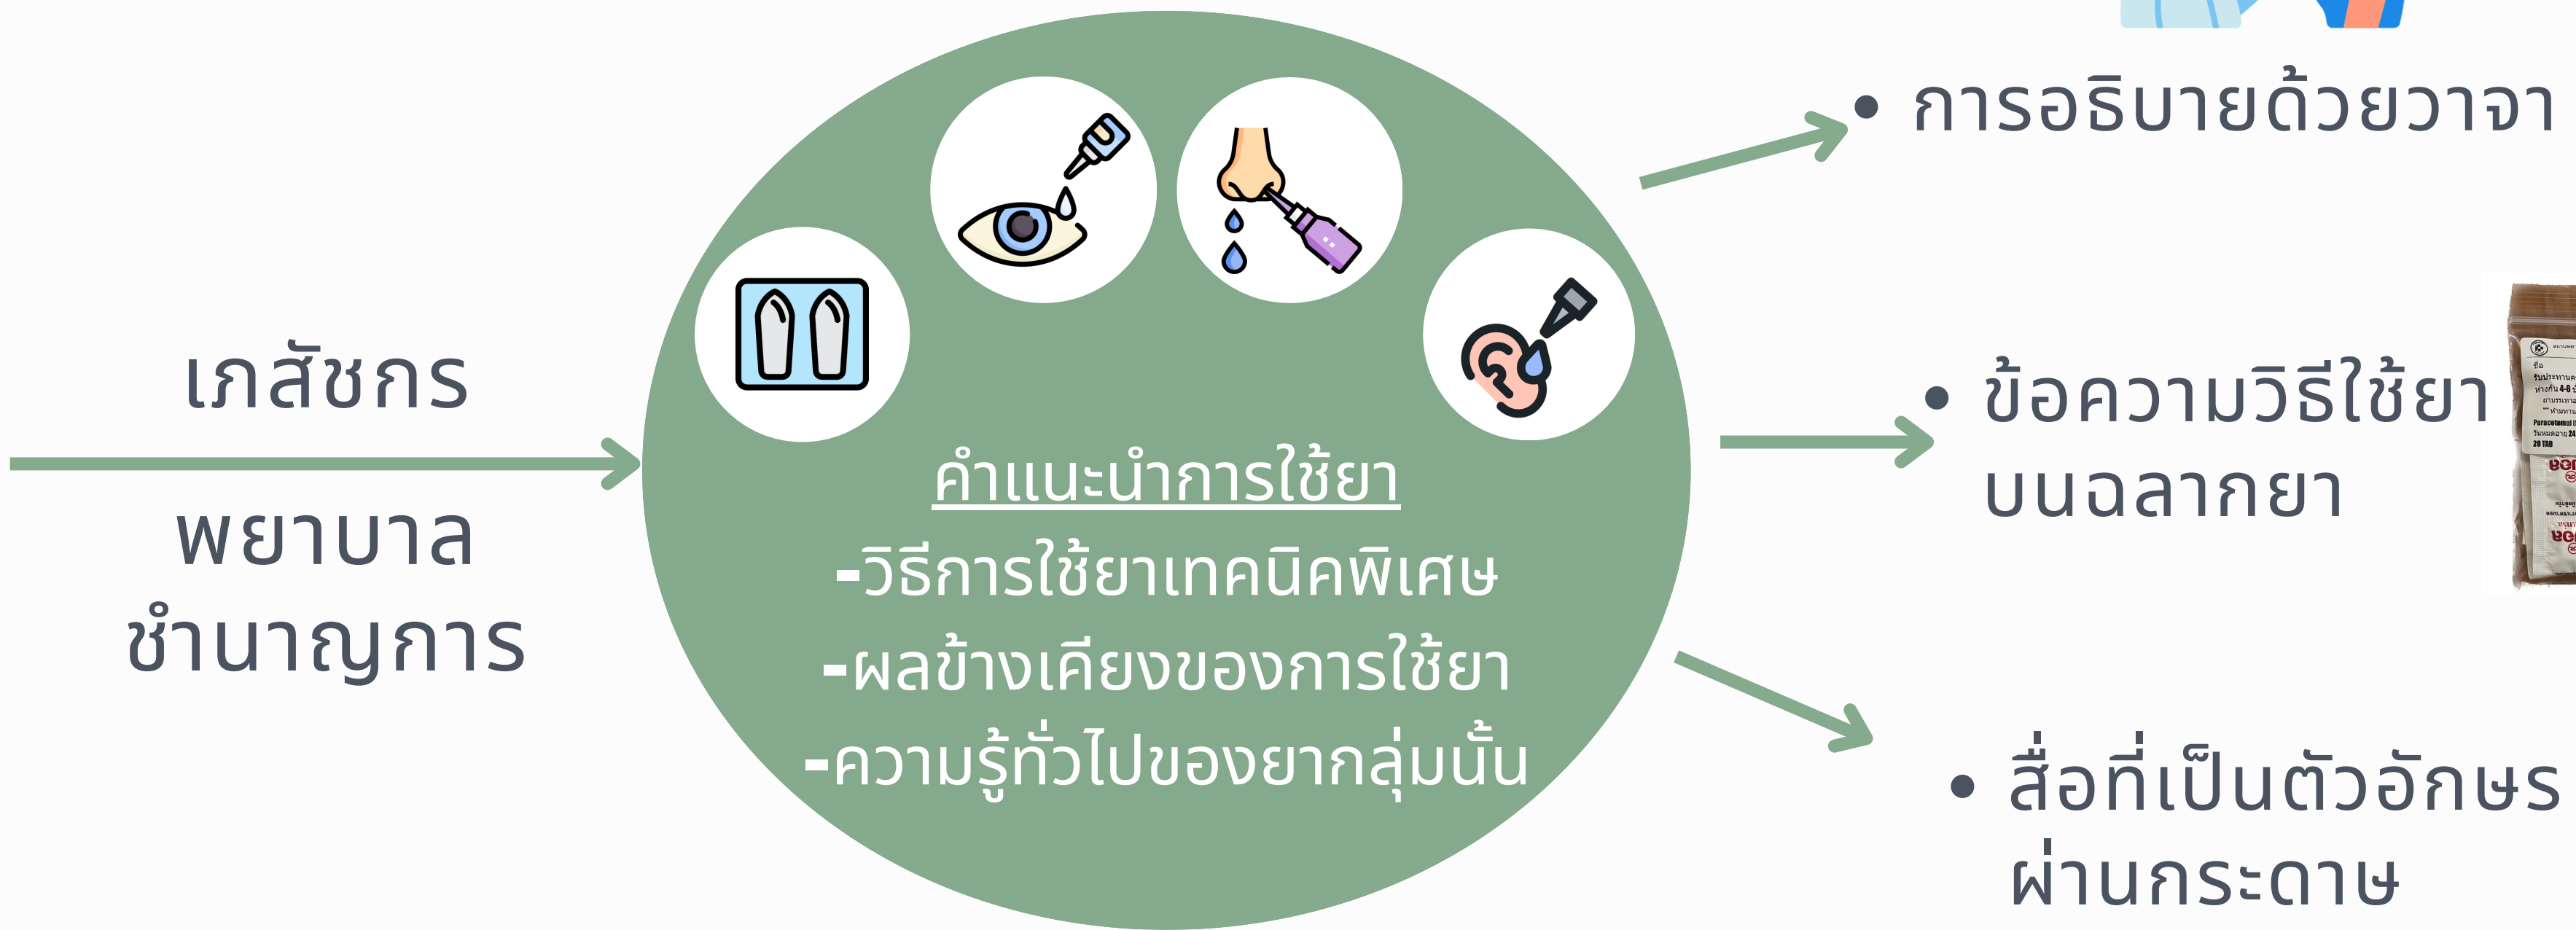 เภสัชกร
พยาบาล
ชำนาญการ
คำแนะนำการใช้ยา
-วิธีการใช้ยาเทคนิคพิเศษ
-ผลข้างเคียงของการใช้ยา
-ความรู้ทั่วไปของยากลุ่มนั้น
• การอธิบายด้วยวาจา
• ข้อความวิธีใช้ยา
บนฉลากยา
• สื่อที่เป็นตัวอักษร
ผ่านกระดาษ
20 TAB